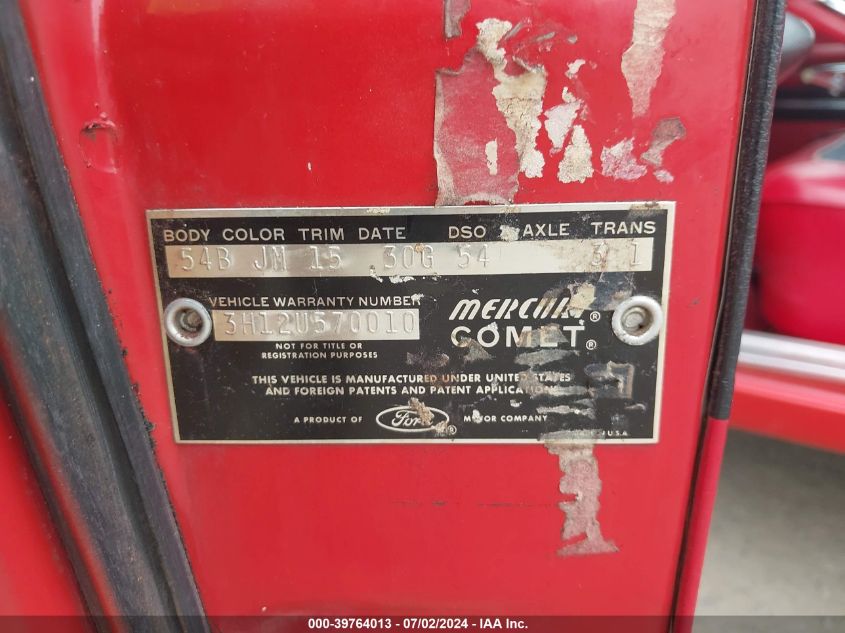 BODY COLOR TRIM DATE DSO AXLE TRANS
54B JM 15 30G 54 3 1
VEHICLE WARRANTY NUMBER
3H12U570010
MERCURY®
COMET®
NOT FOR TITLE OR
REGISTRATION PURPOSES
THIS VEHICLE IS MANUFACTURED UNDER UNITED STATES
AND FOREIGN PATENTS AND PATENT APPLICATIONS
A PRODUCT OF Ford ® MOTOR COMPANY
U.S.A.
000-39764013 - 07/02/2024 - IAA Inc.